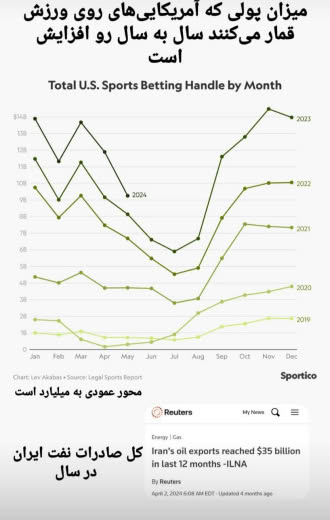 میزان پولی که آمریکایی‌های روی ورزش
قمار می‌کنند سال به سال رو افزایش
است
Total U.S. Sports Betting Handle by Month
$14B
13B
12B
11B
10B
9B
8B
7B
6B
5B
4B
3B
2B
1B
0
2023
2024
2022
2021
2020
2019
Jan Feb Mar Apr May Jun Jul Aug Sep Oct Nov Dec
Chart: Lev Akabas • Source: Legal Sports Report
Sportico
محور عمودی به میلیارد است
Reuters
My News
Energy | Gas
Iran's oil exports reached $35 billion
in last 12 months -ILNA
By Reuters
April 2, 2024 6:08 AM EDT · Updated 4 months ago
کل صادرات نفت ایران
در سال